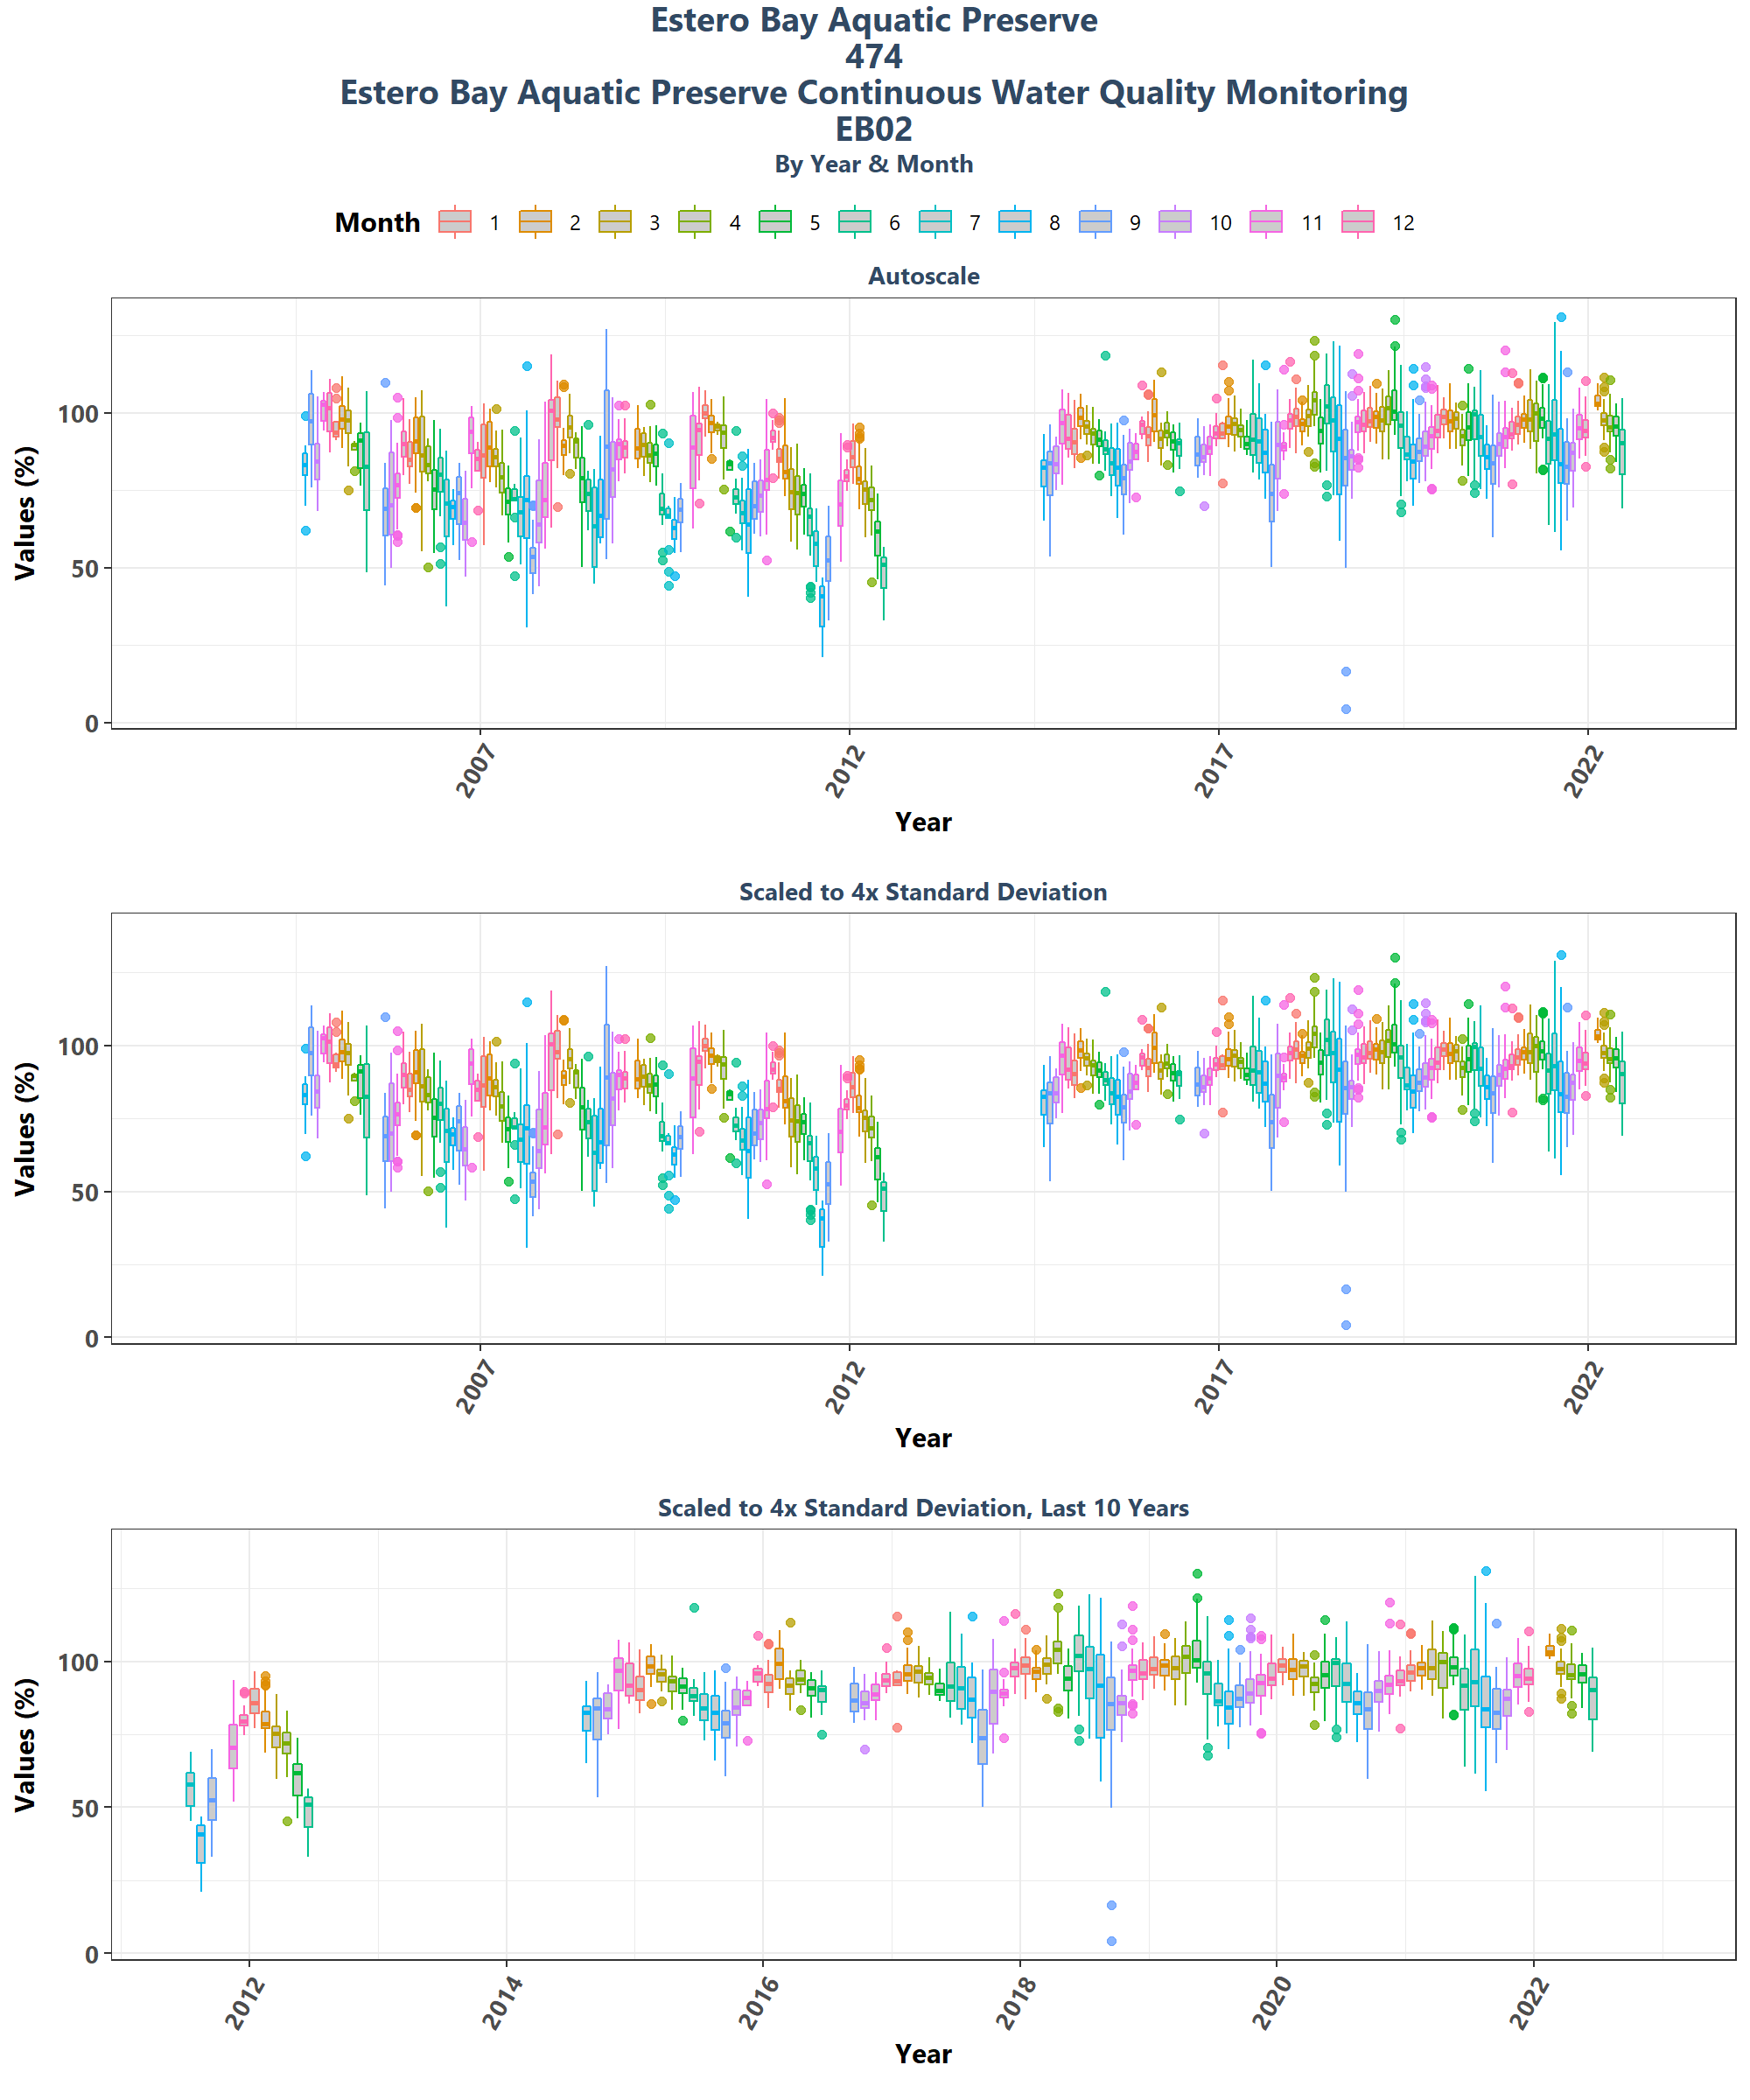 Estero Bay Aquatic Preserve
474
Estero Bay Aquatic Preserve Continuous Water Quality Monitoring
EB02
By Year & Month
Month 1 2 3 4 5 6 7 8 9 10 11 12
Autoscale
Values (%)
100
50
0
2007 2012 2017 2022
Year
Scaled to 4x Standard Deviation
Values (%)
100
50
0
2007 2012 2017 2022
Year
Scaled to 4x Standard Deviation, Last 10 Years
Values (%)
100
50
0
2012 2014 2016 2018 2020 2022
Year